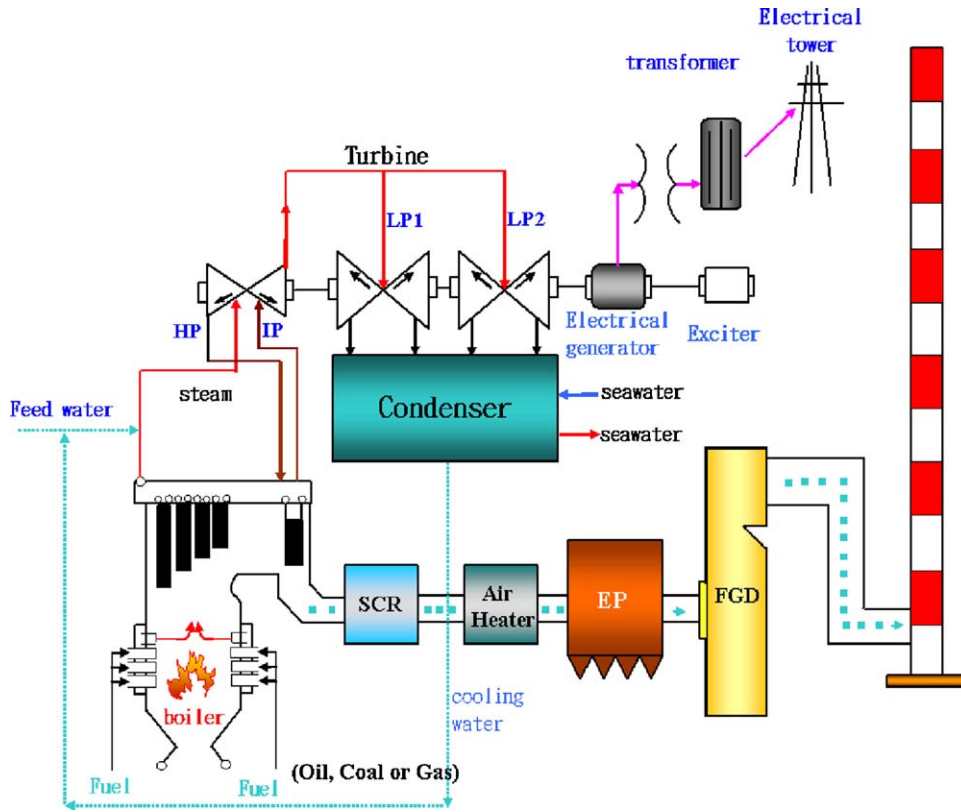 Electrical
tower
transformer
Turbine
LP1
LP2
HP
IP
Electrical
generator
Exciter
steam
Feed water
Condenser
seawater
seawater
SCR
Air
Heater
EP
FGD
boiler
cooling
water
(Oil, Coal or Gas)
Fuel
Fuel